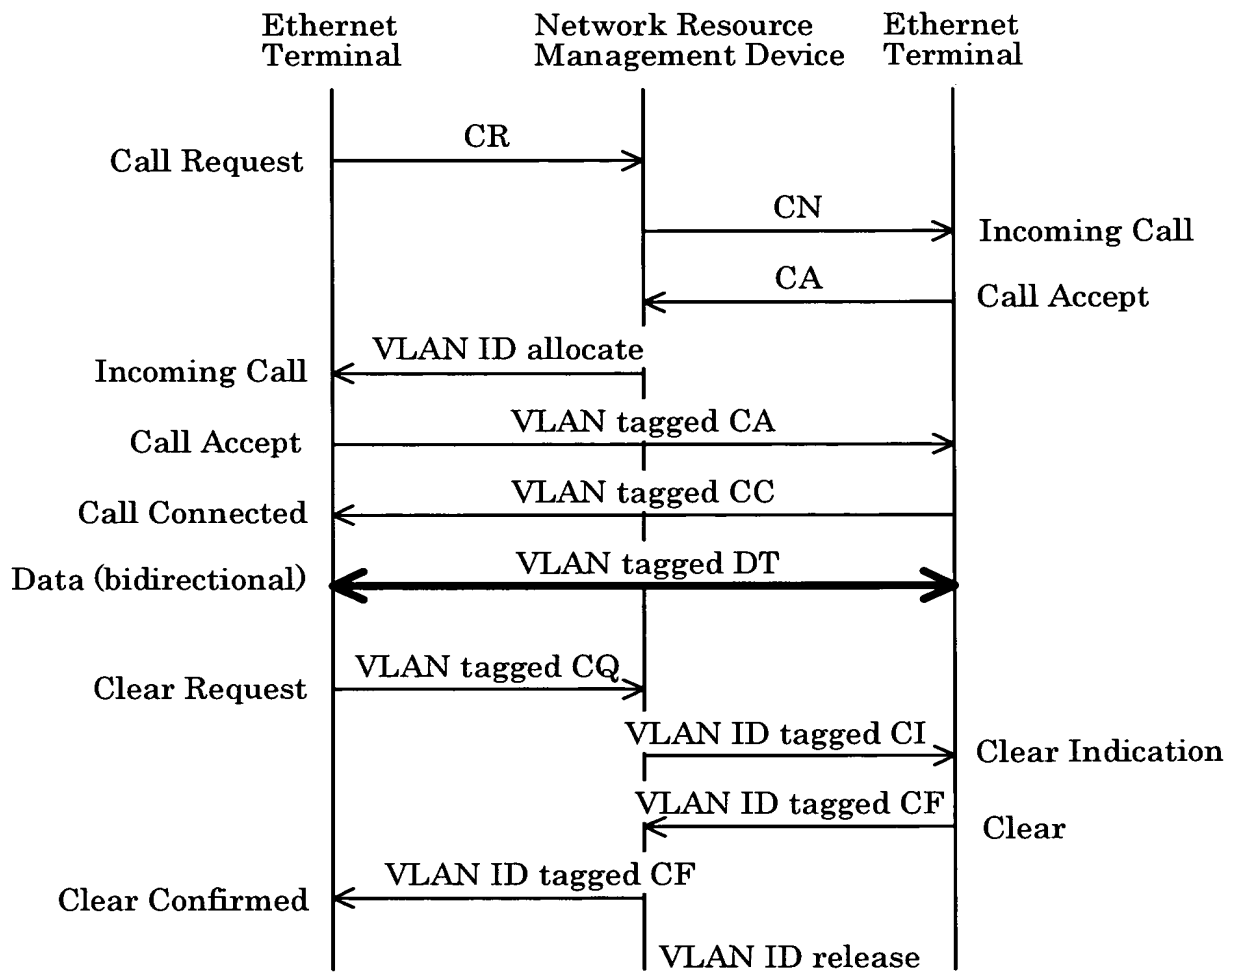 Ethernet Terminal
Network Resource Management Device
Ethernet Terminal
CR
Call Request
CN
Incoming Call
CA
Call Accept
VLAN ID allocate
Incoming Call
VLAN tagged CA
Call Accept
VLAN tagged CC
Call Connected
VLAN tagged DT
Data (bidirectional)
VLAN tagged CQ
Clear Request
VLAN ID tagged CI
Clear Indication
VLAN ID tagged CF
Clear
VLAN ID tagged CF
Clear Confirmed
VLAN ID release